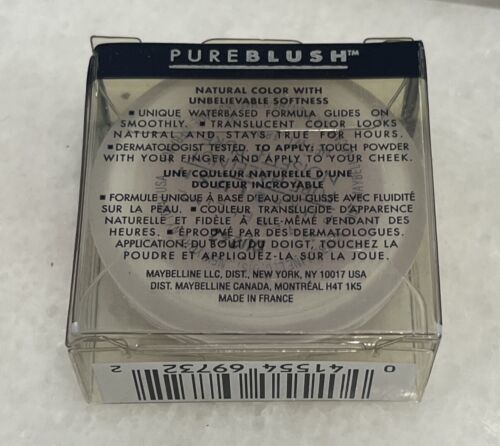 PUREBLUSH™
NATURAL COLOR WITH
UNBELIEVABLE SOFTNESS
▪ UNIQUE WATERBASED FORMULA GLIDES ON
SMOOTHLY. ▪ TRANSLUCENT COLOR LOOKS
NATURAL AND STAYS TRUE FOR HOURS.
▪ DERMATOLOGIST TESTED. TO APPLY: TOUCH POWDER
WITH YOUR FINGER AND APPLY TO YOUR CHEEK.
UNE COULEUR NATURELLE D'UNE
DOUCEUR INCROYABLE
▪ FORMULE UNIQUE À BASE D'EAU QUI GLISSE AVEC FLUIDITÉ
SUR LA PEAU. ▪ COULEUR TRANSLUCIDE D'APPARENCE
NATURELLE ET FIDÈLE À ELLE-MÊME PENDANT DES
HEURES. ▪ ÉPROUVÉ PAR DES DERMATOLOGUES.
APPLICATION: DU BOUT DU DOIGT, TOUCHEZ LA
POUDRE ET APPLIQUEZ-LA SUR LA JOUE.
MAYBELLINE LLC, DIST., NEW YORK, NY 10017 USA
DIST. MAYBELLINE CANADA, MONTRÉAL H4T 1K5
MADE IN FRANCE
0 41554 69732 2